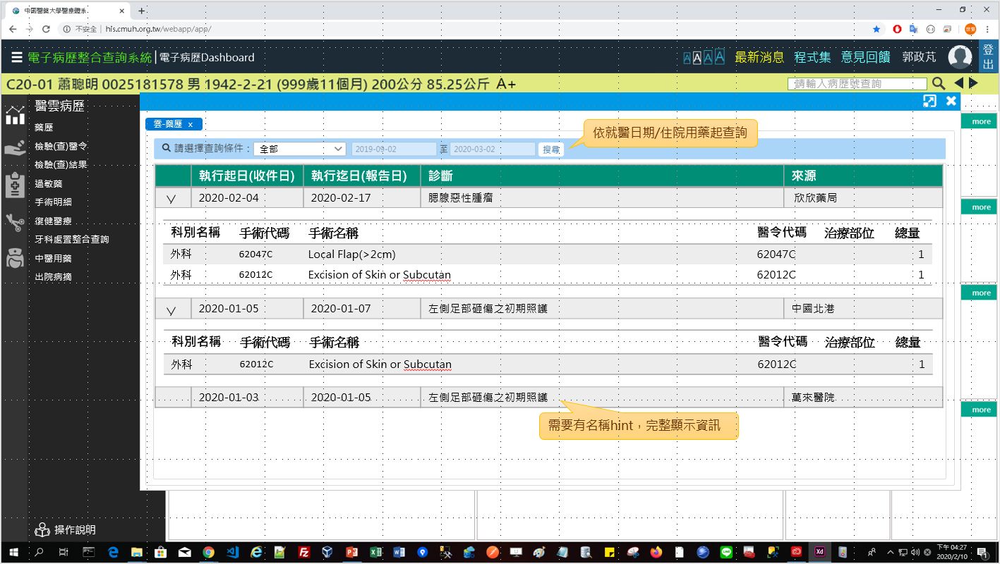 中國醫藥大學醫療體系
不安全 | his.cmuh.org.tw/webapp/app/
電子病歷整合查詢系統 | 電子病歷Dashboard
A A A A 最新消息 程式集 意見回饋 郭政芃 登出
C20-01 蕭聰明 0025181578 男 1942-2-21 (999歲11個月) 200公分 85.25公斤 A+
請輸入病歷號查詢
醫雲病歷
藥歷
檢驗(查)醫令
檢驗(查)結果
過敏藥
手術明細
復健醫療
牙科處置整合查詢
中醫用藥
出院病摘
操作說明
雲-藥歷 x
依就醫日期/住院用藥起查詢
請選擇查詢條件： 全部 2019-09-02 至 2020-03-02 搜尋
執行起日(收件日) 執行迄日(報告日) 診斷 來源
2020-02-04 2020-02-17 腮腺惡性腫瘤 欣欣藥局
科別名稱 手術代碼 手術名稱 醫令代碼 治療部位 總量
外科 62047C Local Flap(>2cm) 62047C 1
外科 62012C Excision of Skin or Subcutan 62012C 1
2020-01-05 2020-01-07 左側足部砸傷之初期照護 中國北港
科別名稱 手術代碼 手術名稱 醫令代碼 治療部位 總量
外科 62012C Excision of Skin or Subcutan 62012C 1
2020-01-03 2020-01-05 左側足部砸傷之初期照護 萬來醫院
需要有名稱hint，完整顯示資訊
more
more
more
more
下午 04:27
2020/2/10